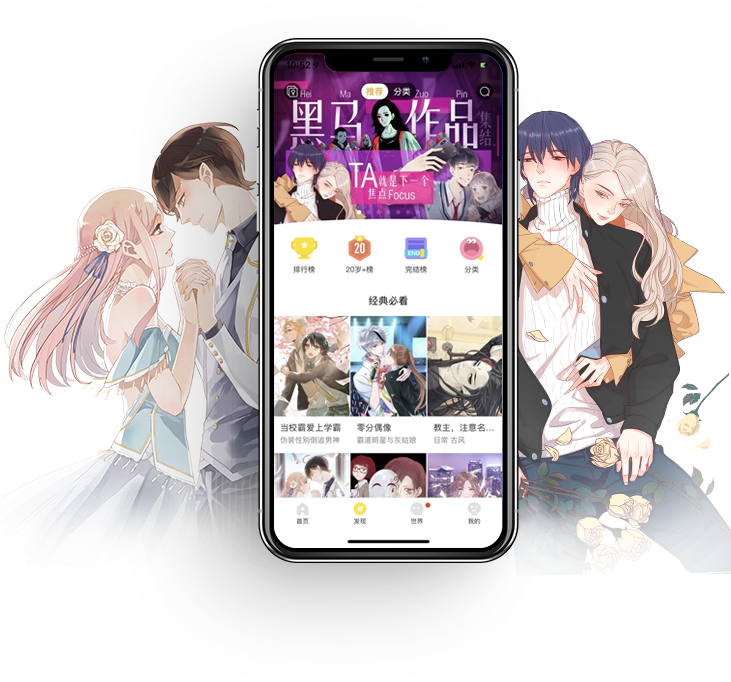 10:52
推荐 分类
Hei Ma Zuo Pin
黑马作品
集结
TA就是下一个
焦点Focus
20
END
排行榜 20岁+榜 完结榜 分类
经典必看
当校霸爱上学霸 零分偶像 教主，注意名...
伪装性别倒追男神 霸道明星与灰姑娘 日常 古风
首页 发现 世界 我的